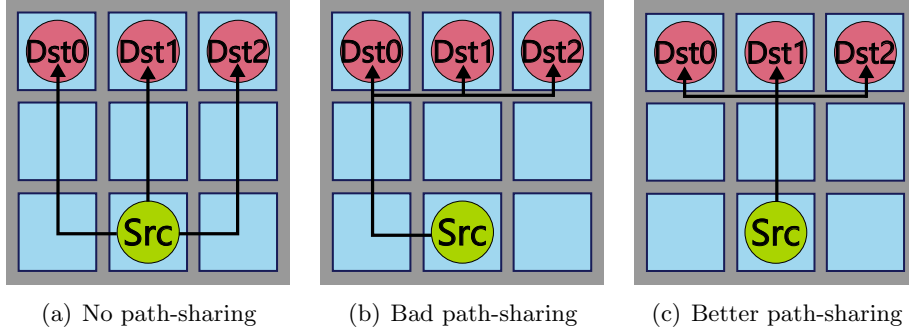 Dst0 Dst1 Dst2
Src
(a) No path-sharing
Dst0 Dst1 Dst2
Src
(b) Bad path-sharing
Dst0 Dst1 Dst2
Src
(c) Better path-sharing